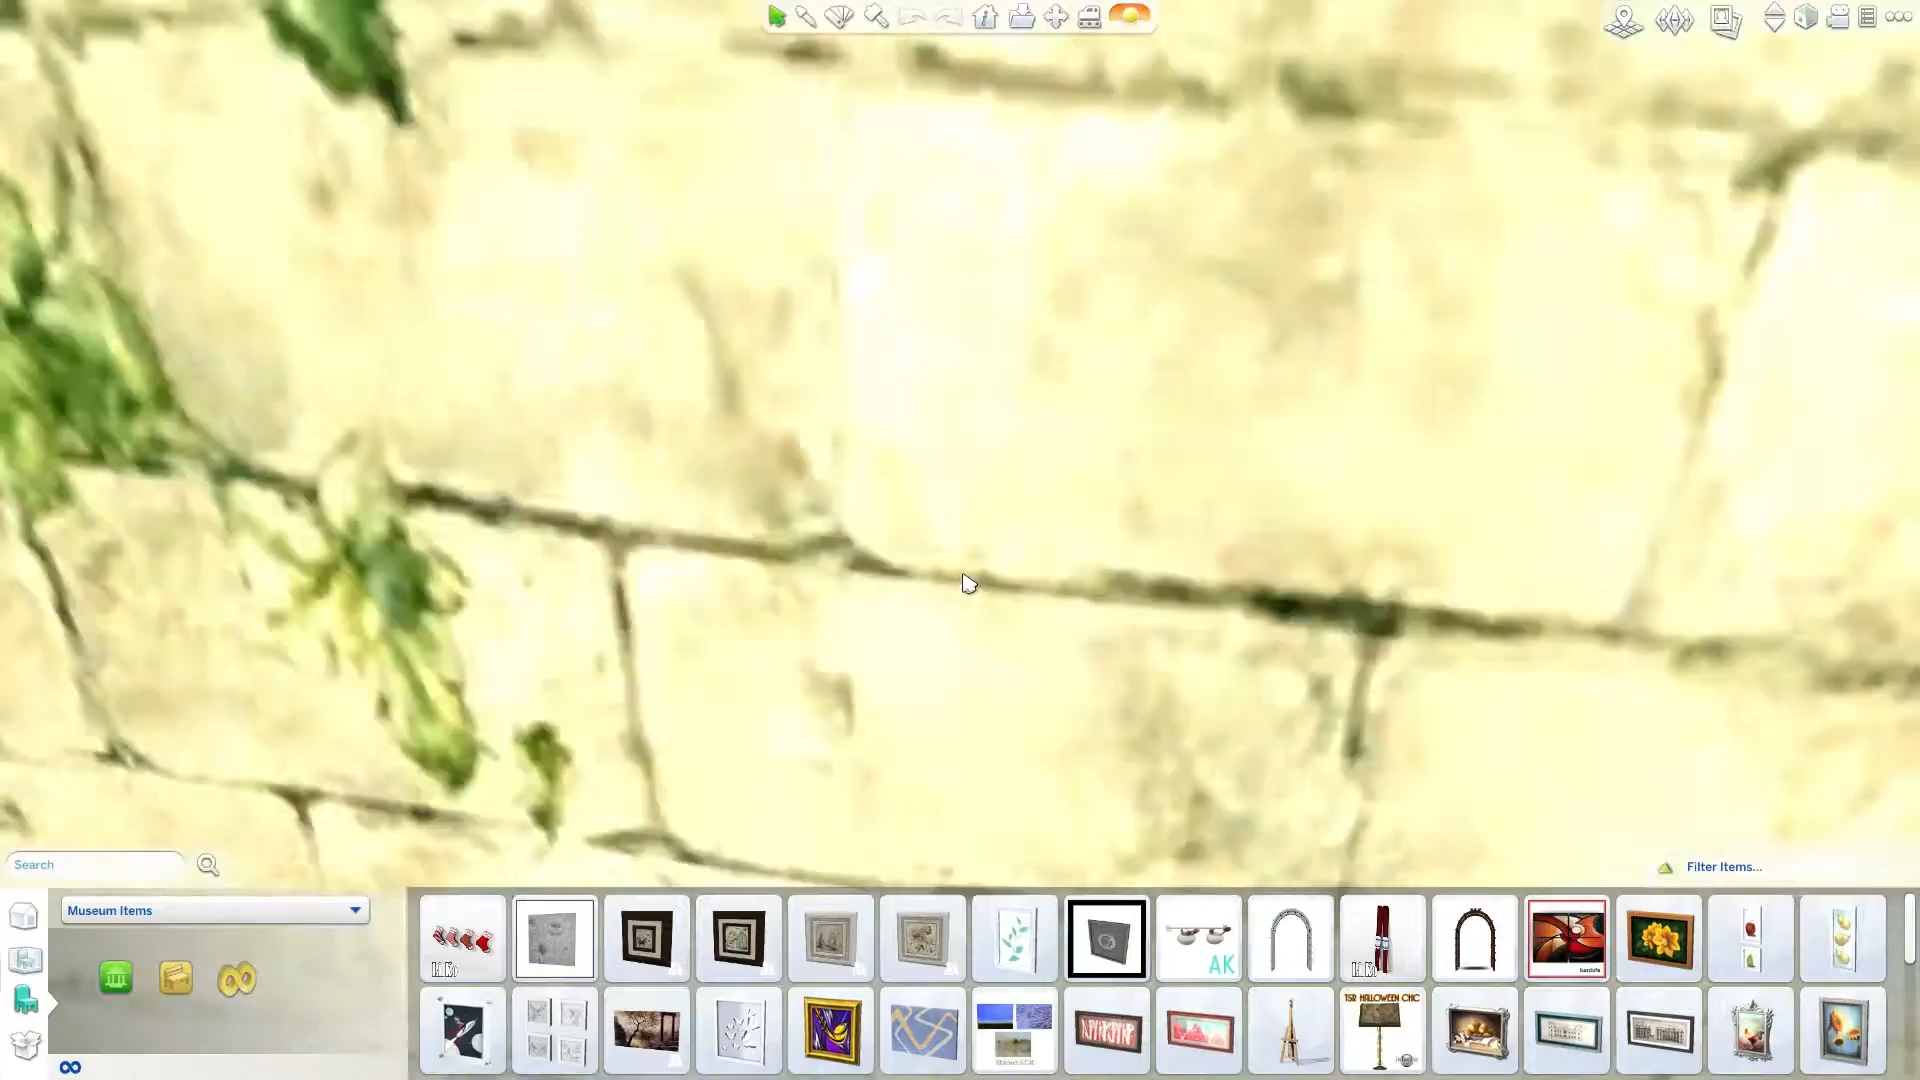 Search
Filter Items...
Museum Items
AK
TSR HALLOWEEN CHIC